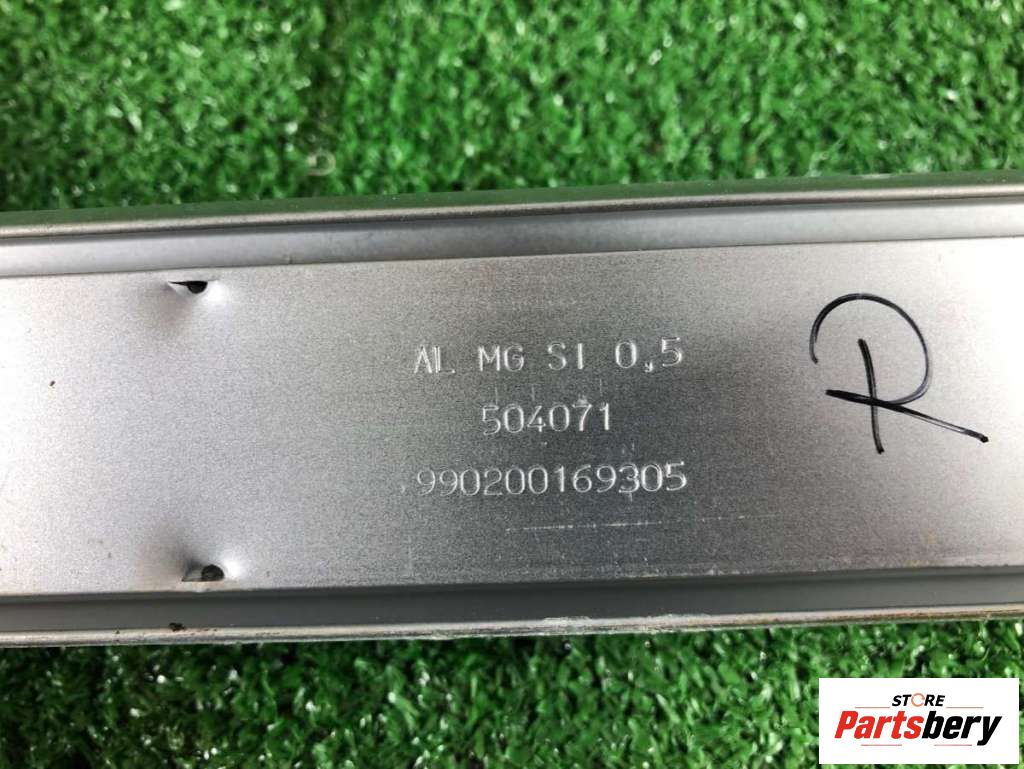 AL MG SI 0,5
504071
990200169305
R
STORE
Partsbery